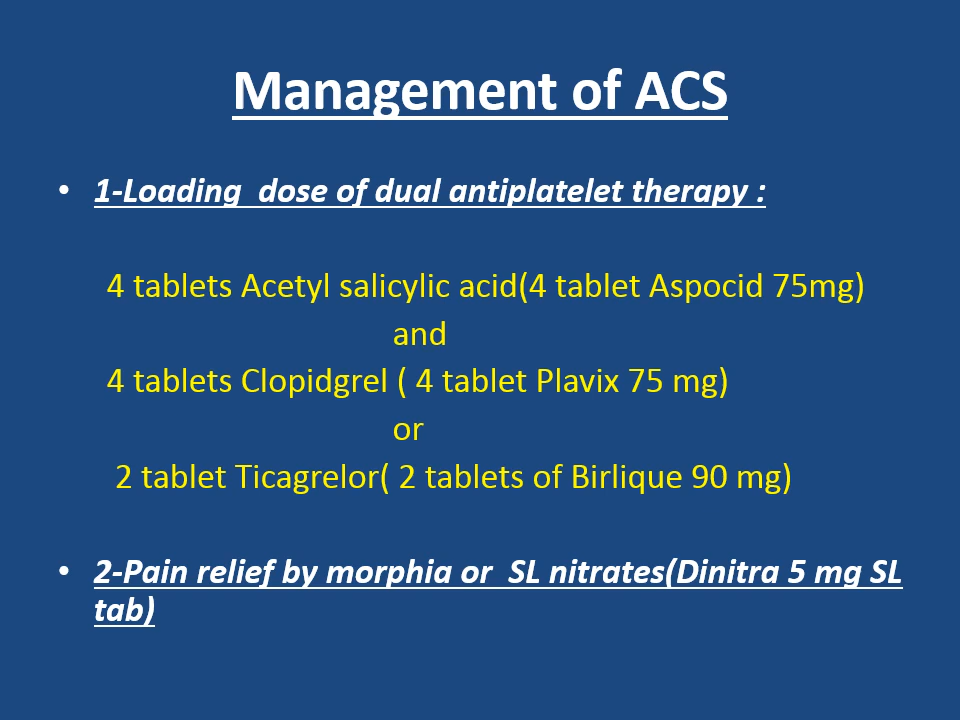 Management of ACS
• 1-Loading  dose of dual antiplatelet therapy :
4 tablets Acetyl salicylic acid(4 tablet Aspocid 75mg)
and
4 tablets Clopidgrel ( 4 tablet Plavix 75 mg)
or
2 tablet Ticagrelor( 2 tablets of Birlique 90 mg)
• 2-Pain relief by morphia or  SL nitrates(Dinitra 5 mg SL
tab)